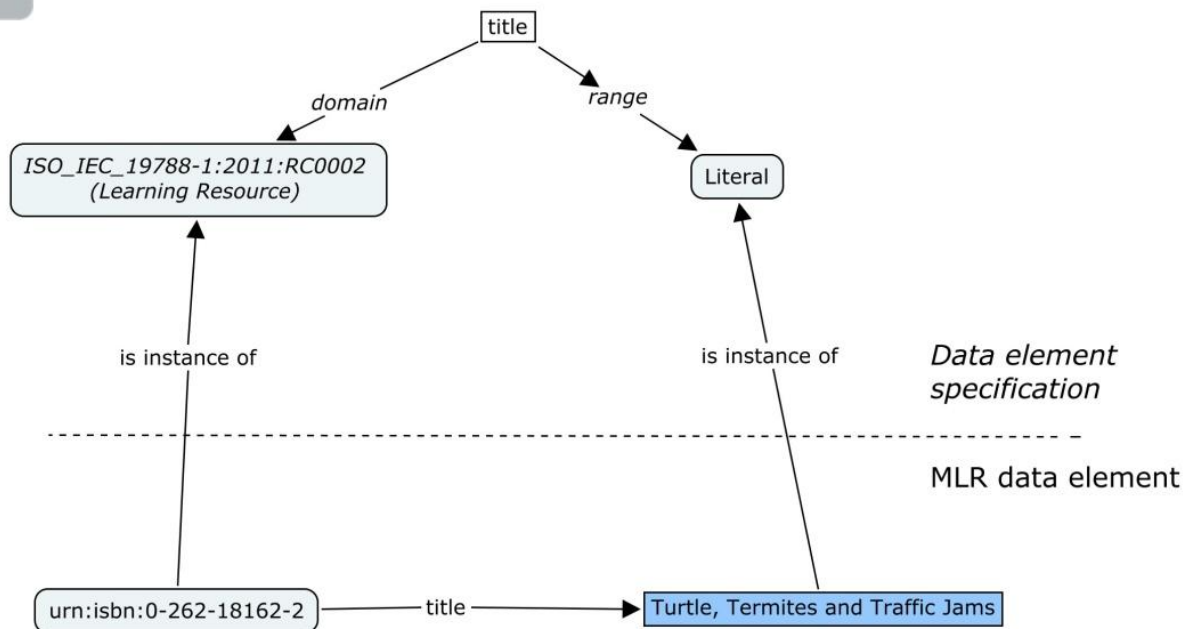 title
domain
range
ISO_IEC_19788-1:2011:RC0002
(Learning Resource)
Literal
is instance of
is instance of
Data element
specification
MLR data element
urn:isbn:0-262-18162-2
title
Turtle, Termites and Traffic Jams